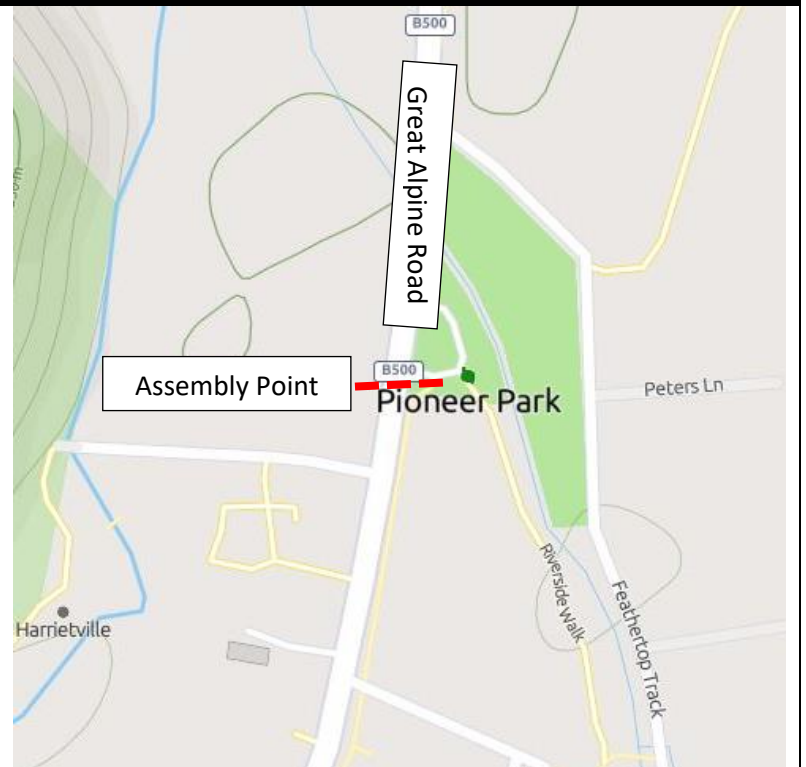 B500
Great Alpine Road
Assembly Point
B500
Pioneer Park
Peters Ln
Riverside Walk
Feathertop Track
Harrietville